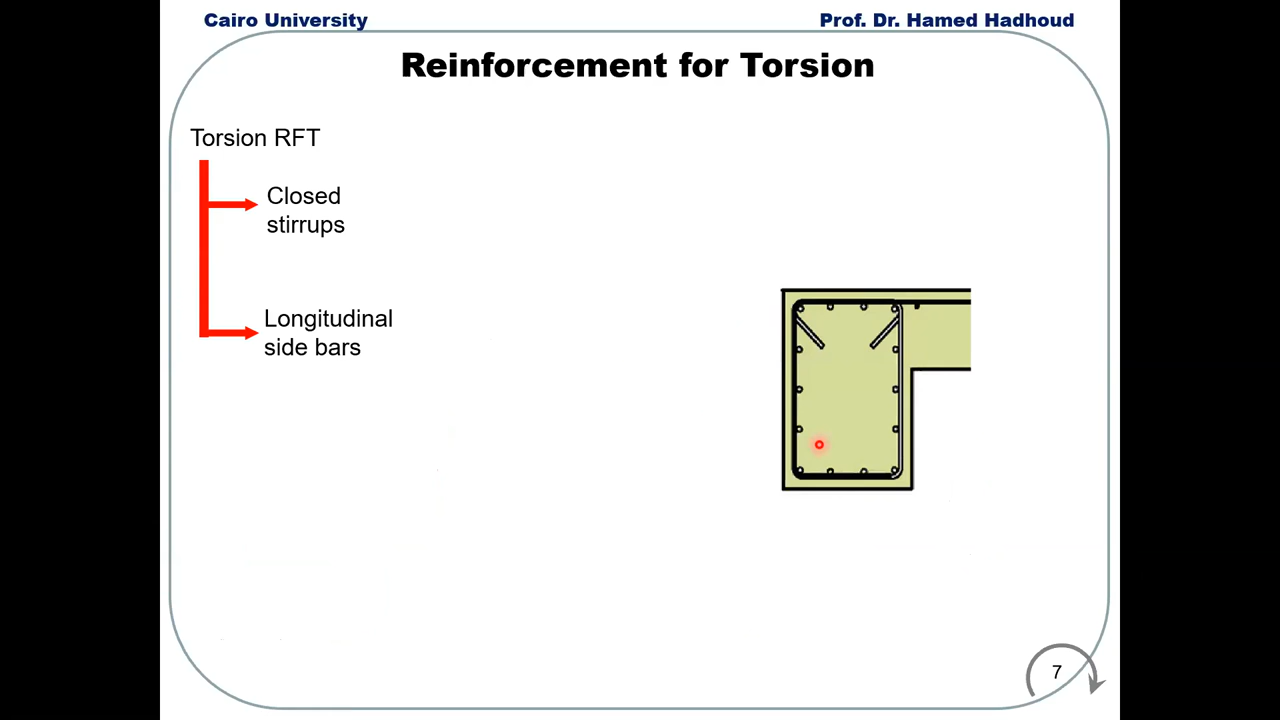 Cairo University
Prof. Dr. Hamed Hadhoud
Reinforcement for Torsion
Torsion RFT
Closed
stirrups
Longitudinal
side bars
7